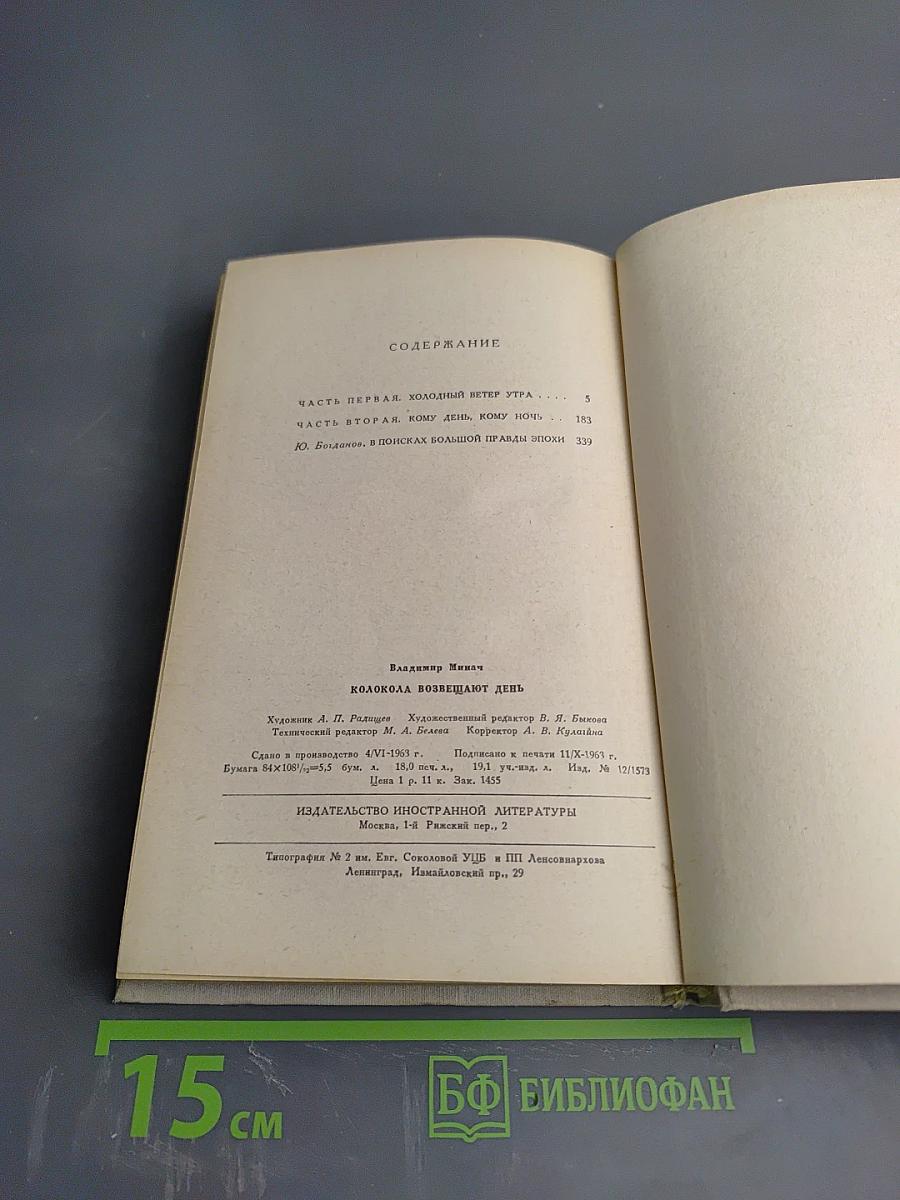 СОДЕРЖАНИЕ
ЧАСТЬ ПЕРВАЯ. ХОЛОДНЫЙ ВЕТЕР УТРА .... 5
ЧАСТЬ ВТОРАЯ. КОМУ ДЕНЬ, КОМУ НОЧЬ .. 183
Ю. Богданов. В ПОИСКАХ БОЛЬШОЙ ПРАВДЫ ЭПОХИ 339
Владимир Минач
КОЛОКОЛА ВОЗВЕЩАЮТ ДЕНЬ
Художник А. П. Радищев Художественный редактор В. Я. Быкова
Технический редактор М. А. Белева Корректор А. В. Кулагина
Сдано в производство 4/VI-1963 г. Подписано к печати 11/X-1963 г.
Бумага 84×108¹/₃₂=5,5 бум. л. 18,0 печ. л., 19,1 уч.-изд. л. Изд. № 12/1573
Цена 1 р. 11 к. Зак. 1455
ИЗДАТЕЛЬСТВО ИНОСТРАННОЙ ЛИТЕРАТУРЫ
Москва, 1-й Рижский пер., 2
Типография № 2 им. Евг. Соколовой УЦБ и ПП Ленсовнархоза
Ленинград, Измайловский пр., 29
15 см БФ БИБЛИОФАН